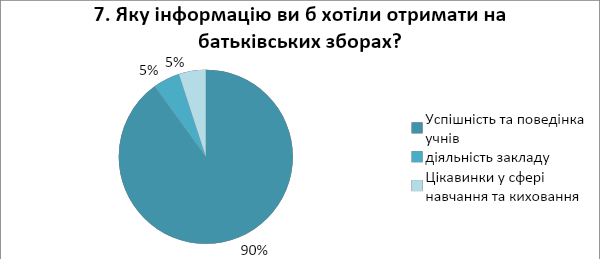 7. Яку інформацію ви б хотіли отримати на
батьківських зборах?
5%
5%
90%
Успішність та поведінка
учнів
діяльність закладу
Цікавинки у сфері
навчання та киховання